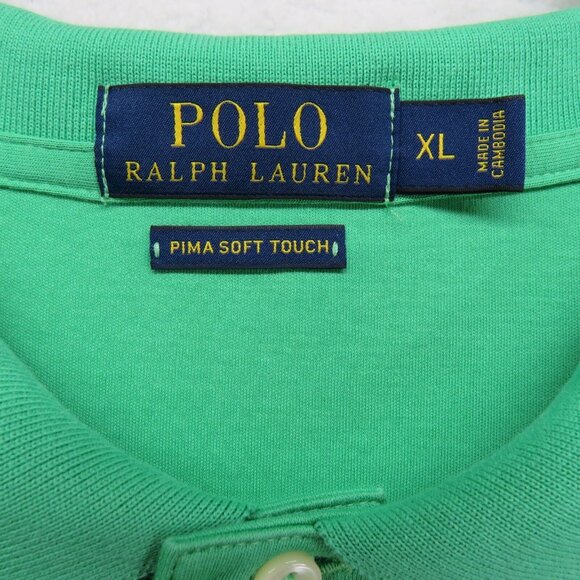 POLO
RALPH LAUREN
XL
MADE IN
CAMBODIA
PIMA SOFT TOUCH